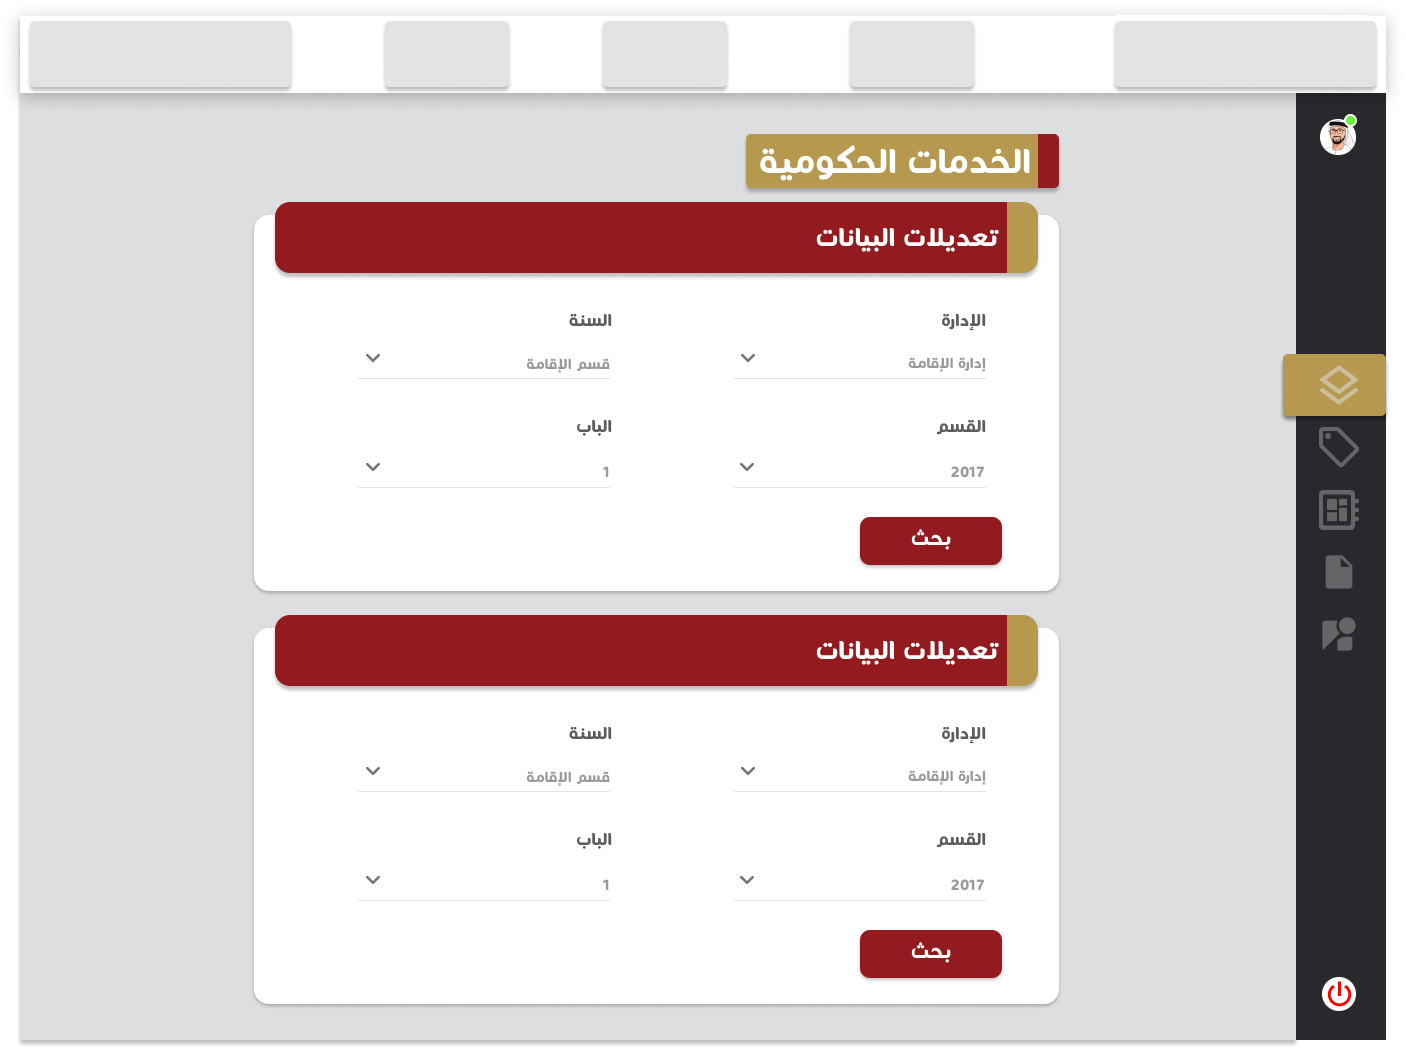 الخدمات الحكومية
تعديلات البيانات
الإدارة
السنة
إدارة الإقامة
قسم الإقامة
القسم
الباب
2017
1
بحث
تعديلات البيانات
الإدارة
السنة
إدارة الإقامة
قسم الإقامة
القسم
الباب
2017
1
بحث